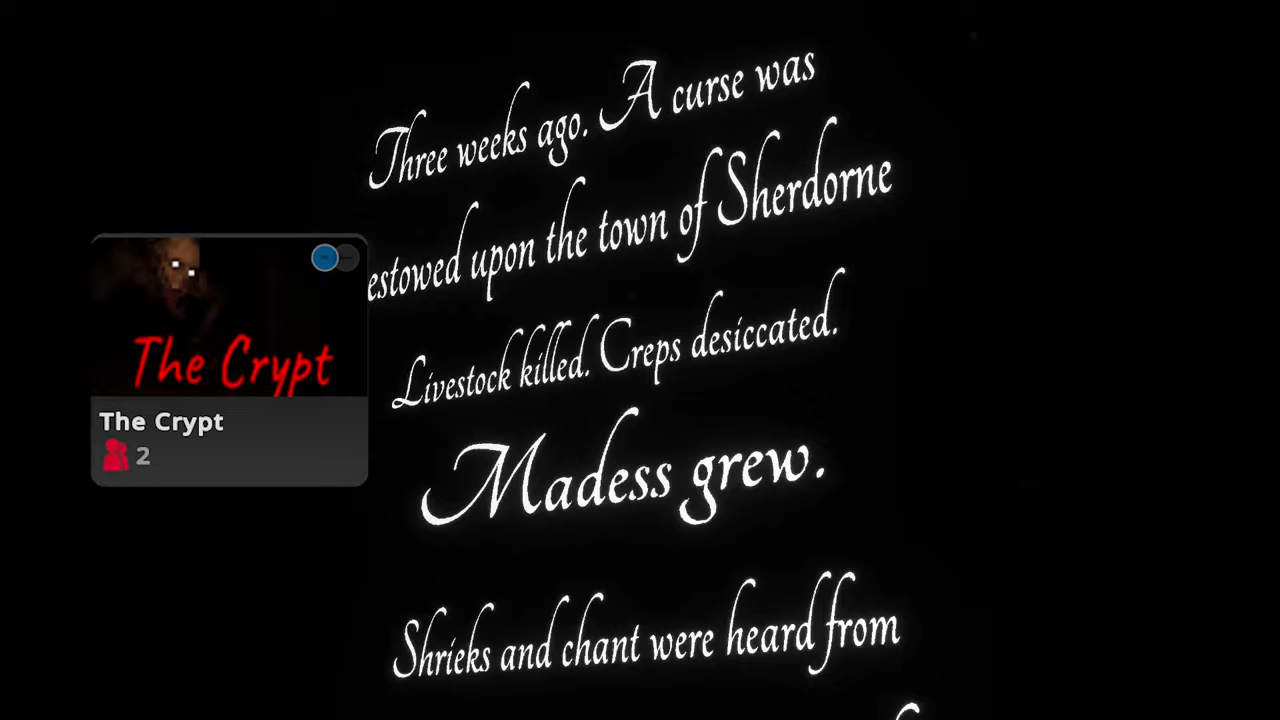 Three weeks ago. A curse was
estowed upon the town of Sherdorne
Livestock killed. Creps desiccated.
Madess grew.
Shrieks and chant were heard from
The Crypt
The Crypt
2